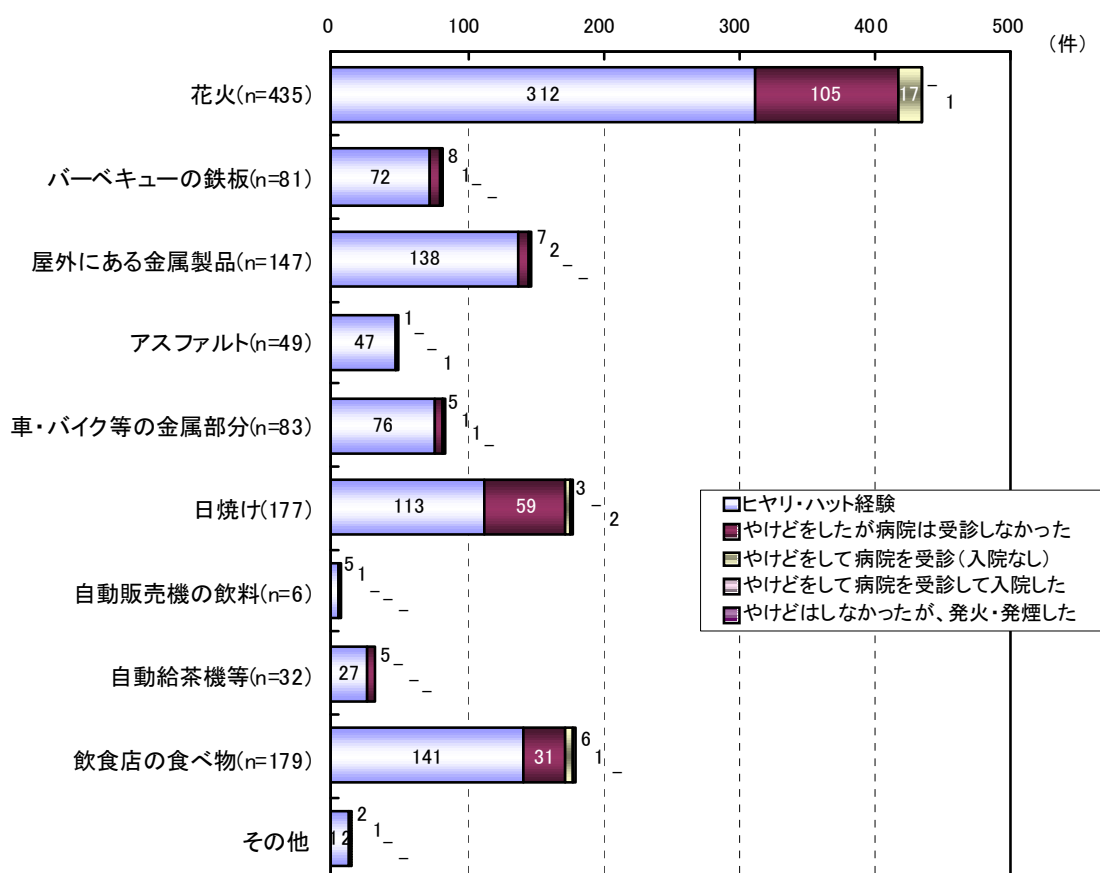 0 100 200 300 400 500
(件)
花火(n=435) 312 105 17 - 1
バーベキューの鉄板(n=81) 72 8 1 - -
屋外にある金属製品(n=147) 138 7 2 - -
アスファルト(n=49) 47 1 - - 1
車・バイク等の金属部分(n=83) 76 5 1 1 -
日焼け(177) 113 59 3 - 2
自動販売機の飲料(n=6) 5 1 - - -
自動給茶機等(n=32) 27 5 - - -
飲食店の食べ物(n=179) 141 31 6 1 -
その他 12 2 1 - -
ヒヤリ・ハット経験
やけどをしたが病院は受診しなかった
やけどをして病院を受診(入院なし)
やけどをして病院を受診して入院した
やけどはしなかったが、発火・発煙した